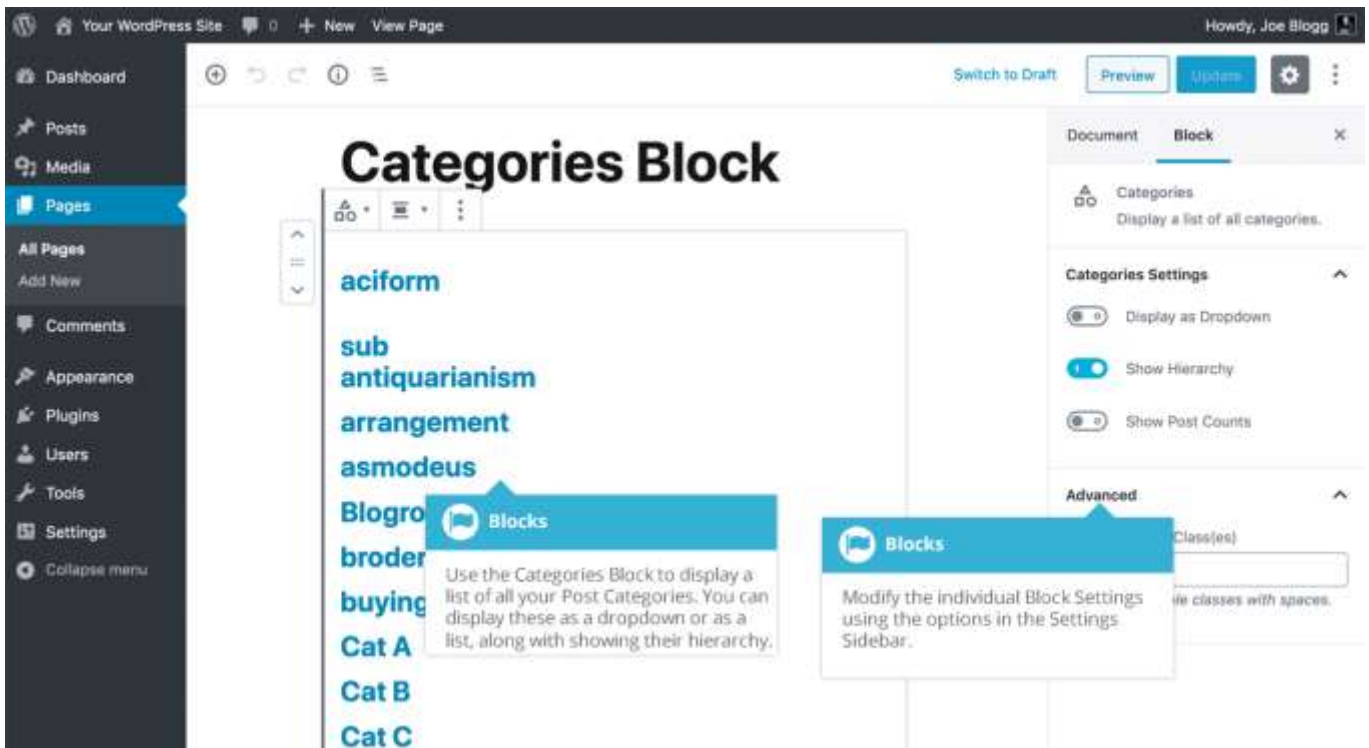 Your WordPress Site 0 + New View Page Howdy, Joe Blogg
Dashboard
Posts
Media
Pages
All Pages
Add New
Comments
Appearance
Plugins
Users
Tools
Settings
Collapse menu
Switch to Draft Preview Update
Categories Block
aciform
sub
antiquarianism
arrangement
asmodeus
Blogro
broder
buying
Cat A
Cat B
Cat C
Blocks
Use the Categories Block to display a
list of all your Post Categories. You can
display these as a dropdown or as a
list, along with showing their hierarchy.
Document Block
Categories
Display a list of all categories.
Categories Settings
Display as Dropdown
Show Hierarchy
Show Post Counts
Advanced
Class(es)
classes with spaces.
Blocks
Modify the individual Block Settings
using the options in the Settings
Sidebar.